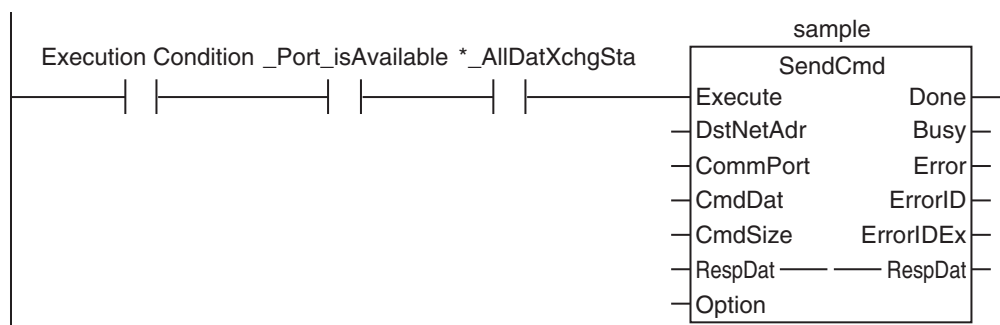 sample
Execution Condition _Port_isAvailable *_AllDatXchgSta
SendCmd
Execute Done
DstNetAdr Busy
CommPort Error
CmdDat ErrorID
CmdSize ErrorIDEx
RespDat RespDat
Option